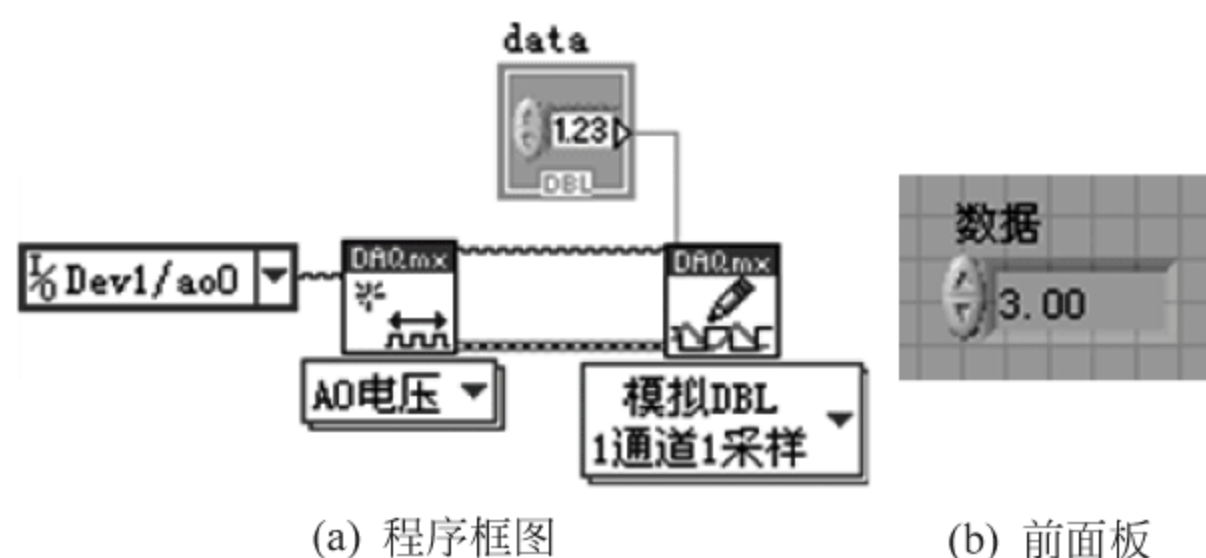 data
1.23
DBL
I/O Dev1/ao0
DAQmx
DAQmx
AO电压
模拟DBL
1通道1采样
数据
3.00
(a) 程序框图
(b) 前面板